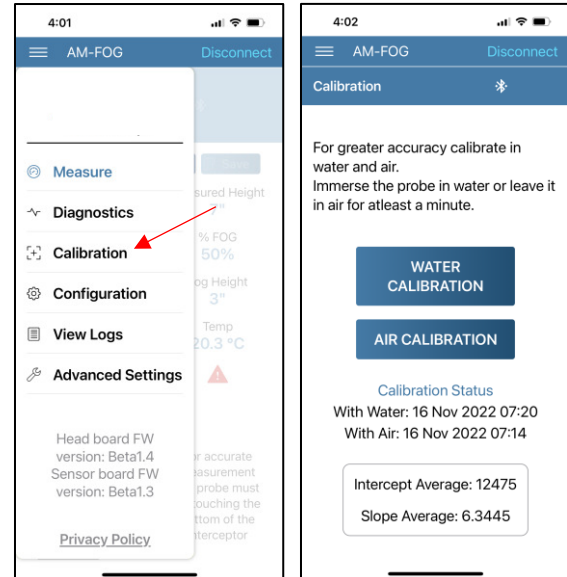 4:01
AM-FOG
Disconnect
Measure
Diagnostics
Calibration
Configuration
View Logs
Advanced Settings
Head board FW
version: Beta1.4
Sensor board FW
version: Beta1.3
Privacy Policy
Save
sured Height
7"
% FOG
50%
og Height
3"
Temp
20.3 °C
or accurate
easurement
probe must
touching the
ttom of the
nterceptor
4:02
AM-FOG
Disconnect
Calibration
For greater accuracy calibrate in
water and air.
Immerse the probe in water or leave it
in air for atleast a minute.
WATER
CALIBRATION
AIR CALIBRATION
Calibration Status
With Water: 16 Nov 2022 07:20
With Air: 16 Nov 2022 07:14
Intercept Average: 12475
Slope Average: 6.3445